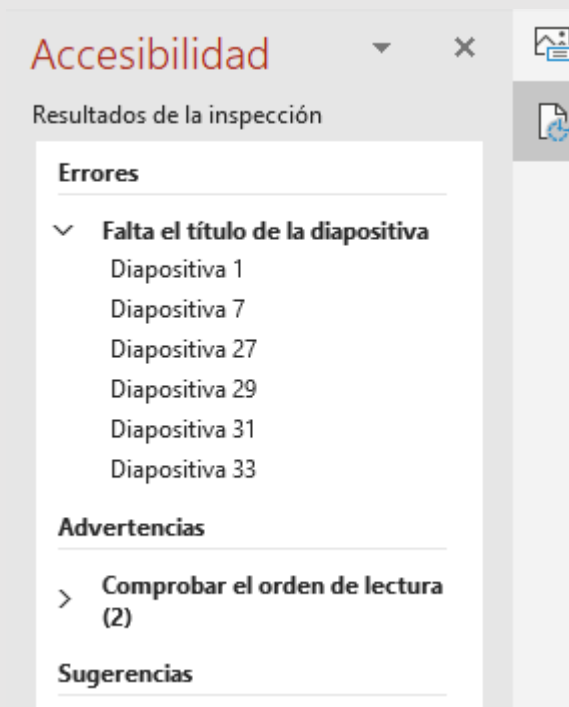 Accesibilidad
Resultados de la inspección
Errores
Falta el título de la diapositiva
Diapositiva 1
Diapositiva 7
Diapositiva 27
Diapositiva 29
Diapositiva 31
Diapositiva 33
Advertencias
Comprobar el orden de lectura
(2)
Sugerencias